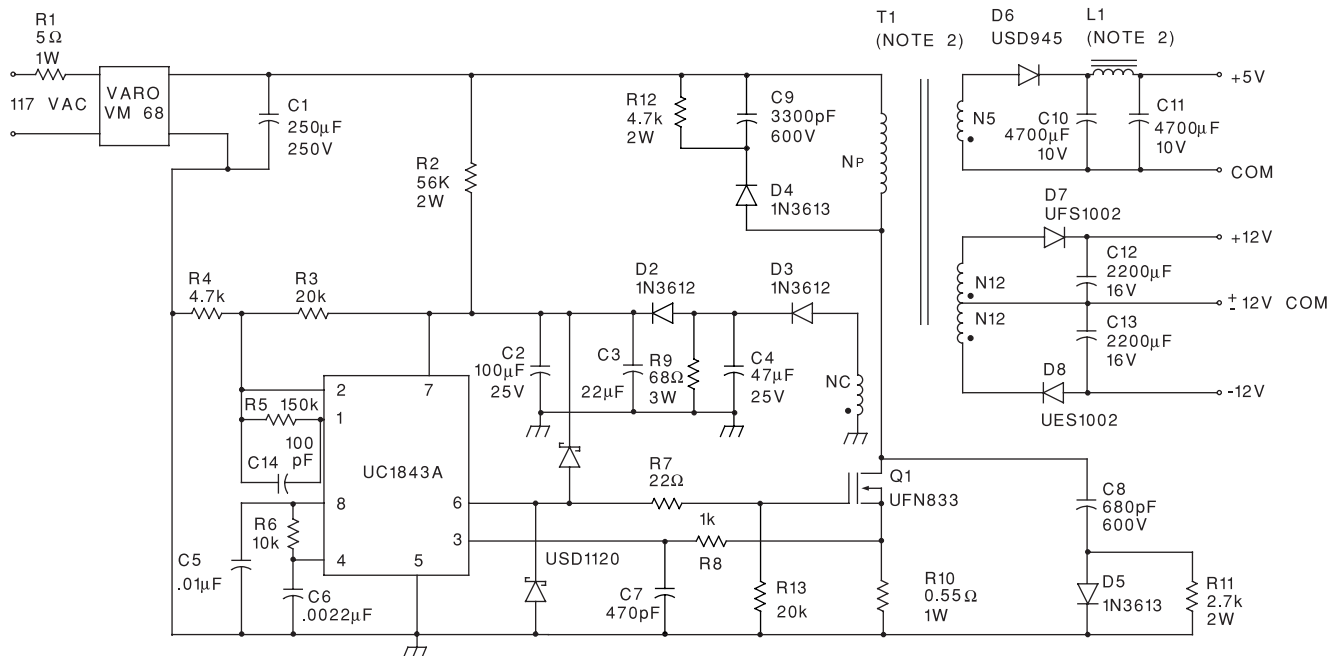 R1
5Ω
1W
117 VAC
VARO
VM 68
C1
250μF
250V
R2
56K
2W
R12
4.7k
2W
C9
3300pF
600V
D4
1N3613
NP
T1
(NOTE 2)
D6
USD945
L1
(NOTE 2)
+5V
N5
C10
4700μF
10V
C11
4700μF
10V
COM
D7
UFS1002
+12V
N12
C12
2200μF
16V
± 12V COM
N12
C13
2200μF
16V
D8
UES1002
-12V
R4
4.7k
R3
20k
D2
1N3612
D3
1N3612
C2
100μF
25V
C3
22μF
R9
68Ω
3W
C4
47μF
25V
NC
2
7
R5 150k
1
100
pF
C14
UC1843A
8
6
R6
10k
3
4
5
C5
.01μF
C6
.0022μF
USD1120
R7
22Ω
1k
R8
Q1
UFN833
C7
470pF
R13
20k
R10
0.55Ω
1W
C8
680pF
600V
D5
1N3613
R11
2.7k
2W